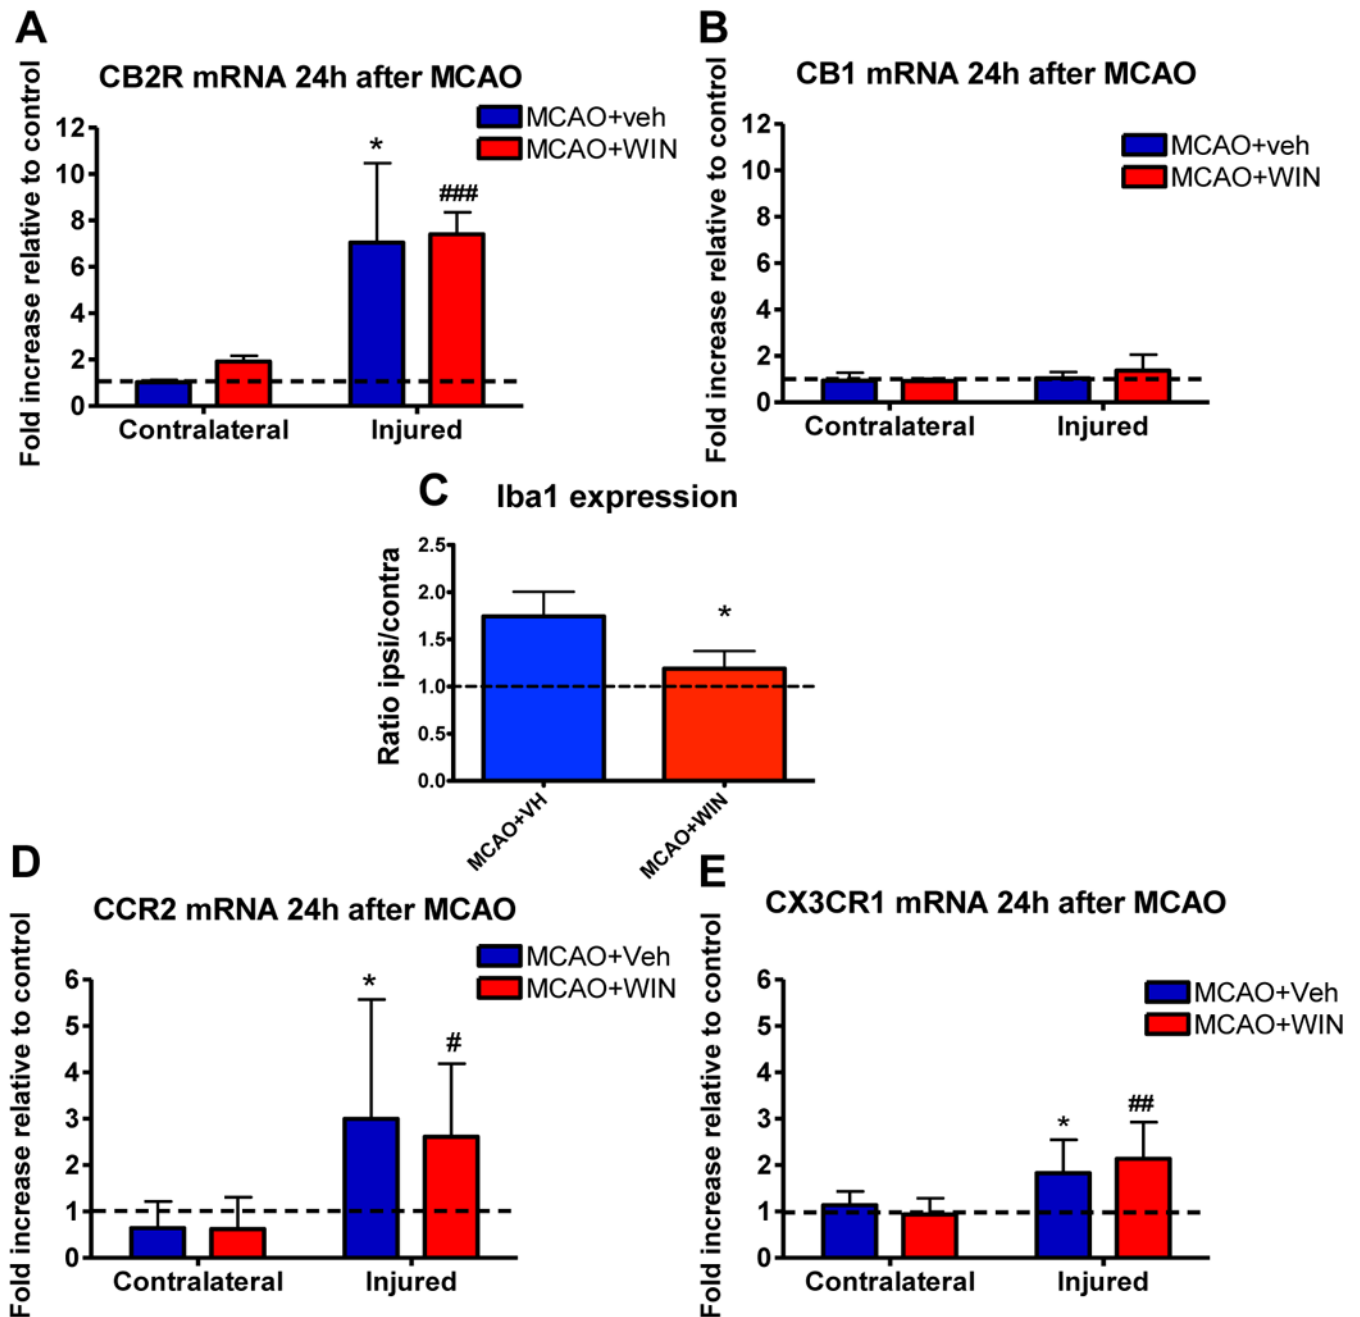 A
CB2R mRNA 24h after MCAO
Fold increase relative to control
MCAO+veh
MCAO+WIN
12
10
8
6
4
2
0
*
###
Contralateral
Injured
B
CB1 mRNA 24h after MCAO
Fold increase relative to control
MCAO+veh
MCAO+WIN
12
10
8
6
4
2
0
Contralateral
Injured
C
Iba1 expression
Ratio ipsi/contra
2.5
2.0
1.5
1.0
0.5
0.0
*
MCAO+VH
MCAO+WIN
D
CCR2 mRNA 24h after MCAO
Fold increase relative to control
MCAO+Veh
MCAO+WIN
6
5
4
3
2
1
0
*
#
Contralateral
Injured
E
CX3CR1 mRNA 24h after MCAO
Fold increase relative to control
MCAO+Veh
MCAO+WIN
6
5
4
3
2
1
0
*
##
Contralateral
Injured